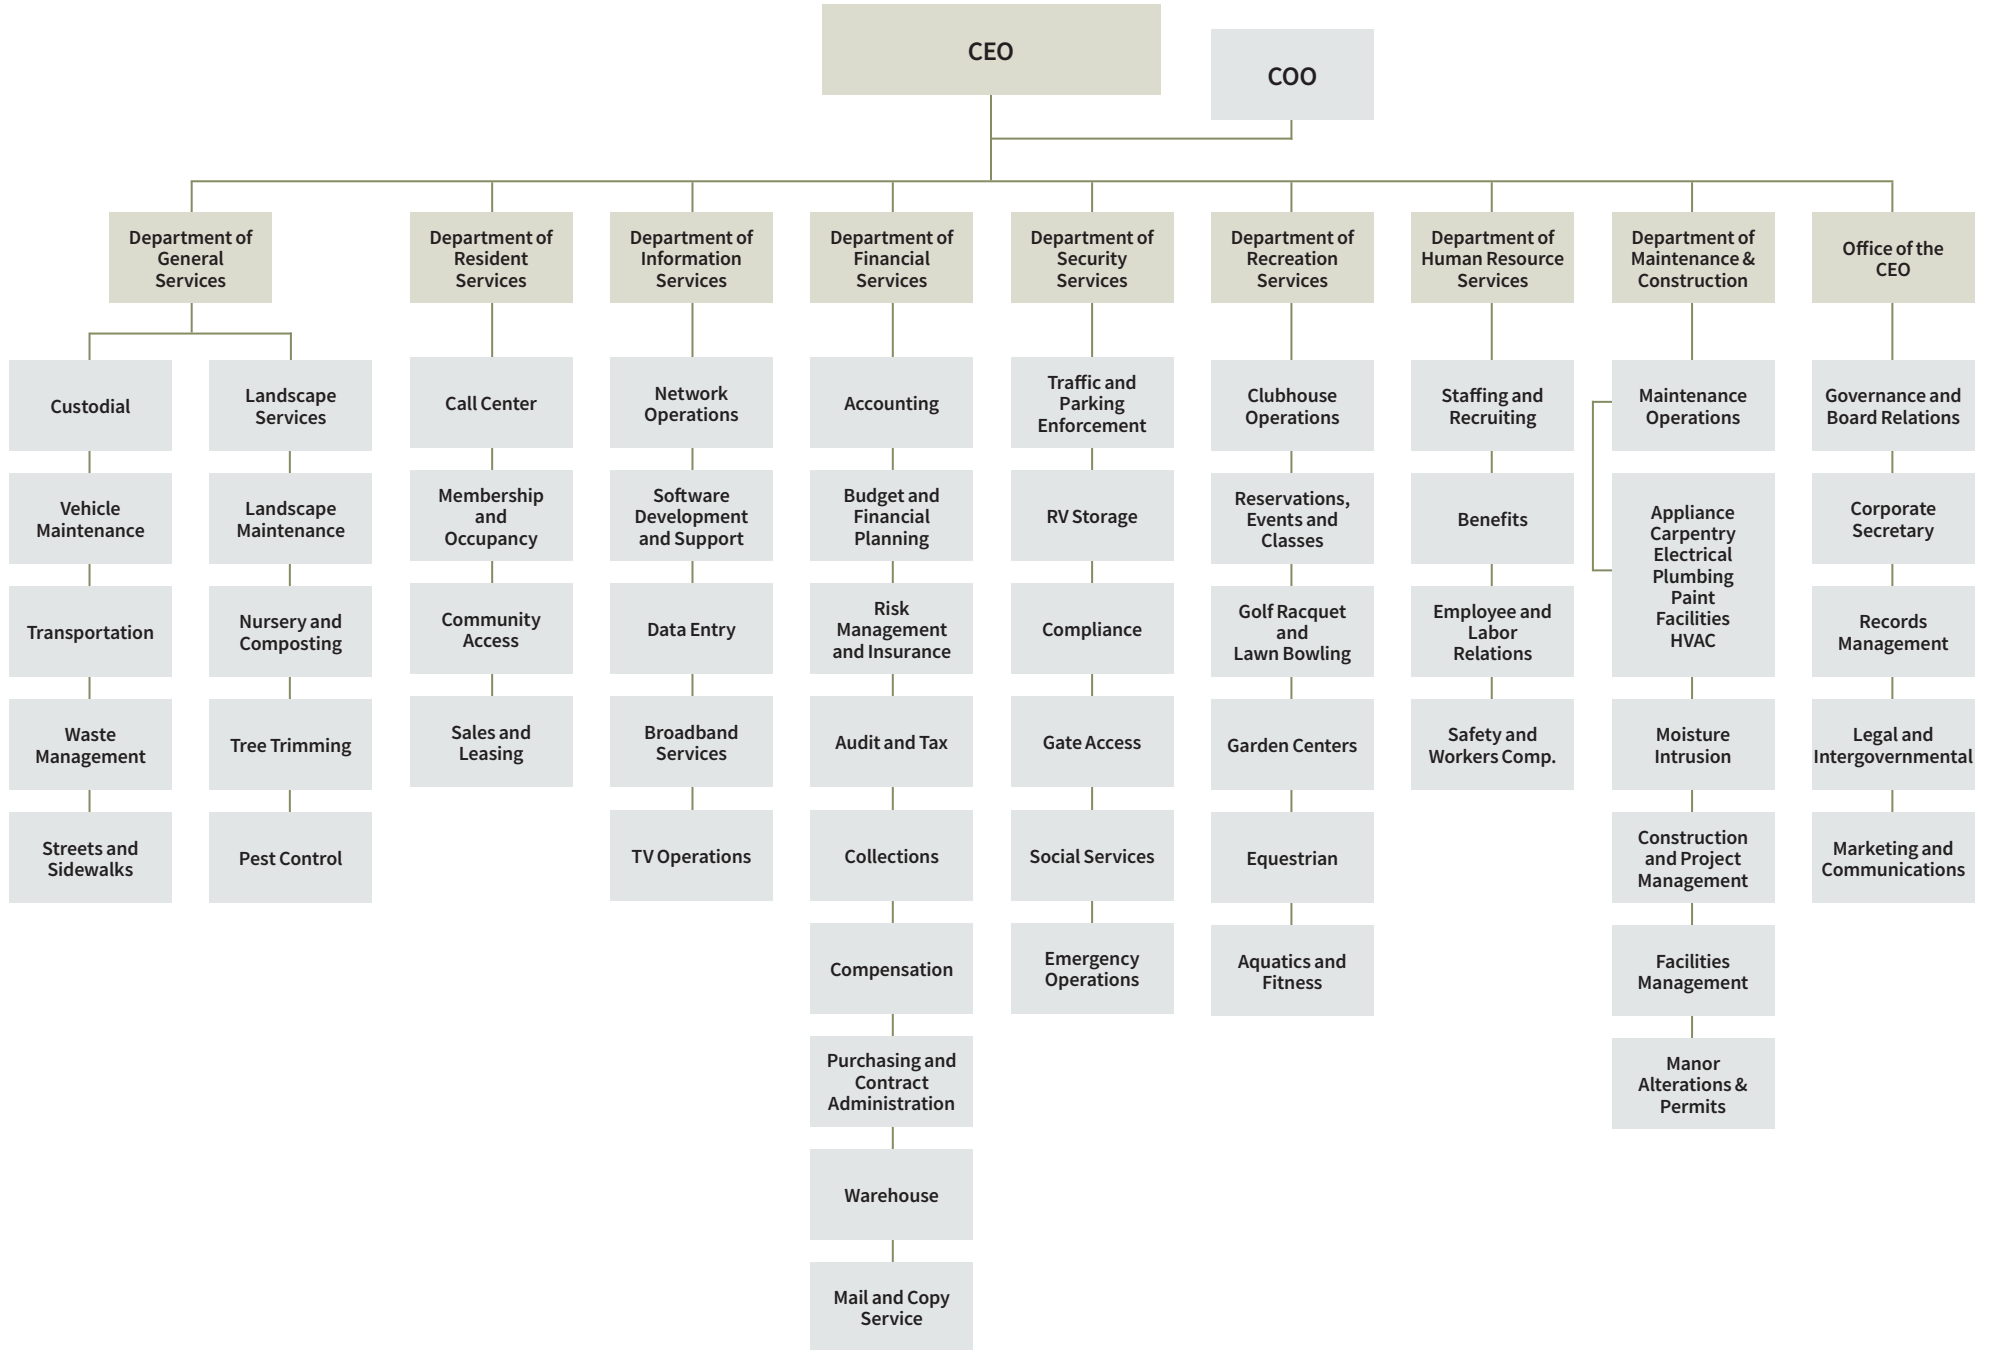 CEO
COO
Department of
General
Services
Department of
Resident
Services
Department of
Information
Services
Department of
Financial
Services
Department of
Security
Services
Department of
Recreation
Services
Department of
Human Resource
Services
Department of
Maintenance &
Construction
Office of the
CEO
Custodial
Vehicle
Maintenance
Transportation
Waste
Management
Streets and
Sidewalks
Landscape
Services
Landscape
Maintenance
Nursery and
Composting
Tree Trimming
Pest Control
Call Center
Membership
and
Occupancy
Community
Access
Sales and
Leasing
Network
Operations
Software
Development
and Support
Data Entry
Broadband
Services
TV Operations
Accounting
Budget and
Financial
Planning
Risk
Management
and Insurance
Audit and Tax
Collections
Compensation
Purchasing and
Contract
Administration
Warehouse
Mail and Copy
Service
Traffic and
Parking
Enforcement
RV Storage
Compliance
Gate Access
Social Services
Emergency
Operations
Clubhouse
Operations
Reservations,
Events and
Classes
Golf Racquet
and
Lawn Bowling
Garden Centers
Equestrian
Aquatics and
Fitness
Staffing and
Recruiting
Benefits
Employee and
Labor
Relations
Safety and
Workers Comp.
Maintenance
Operations
Appliance
Carpentry
Electrical
Plumbing
Paint
Facilities
HVAC
Moisture
Intrusion
Construction
and Project
Management
Facilities
Management
Manor
Alterations &
Permits
Governance and
Board Relations
Corporate
Secretary
Records
Management
Legal and
Intergovernmental
Marketing and
Communications